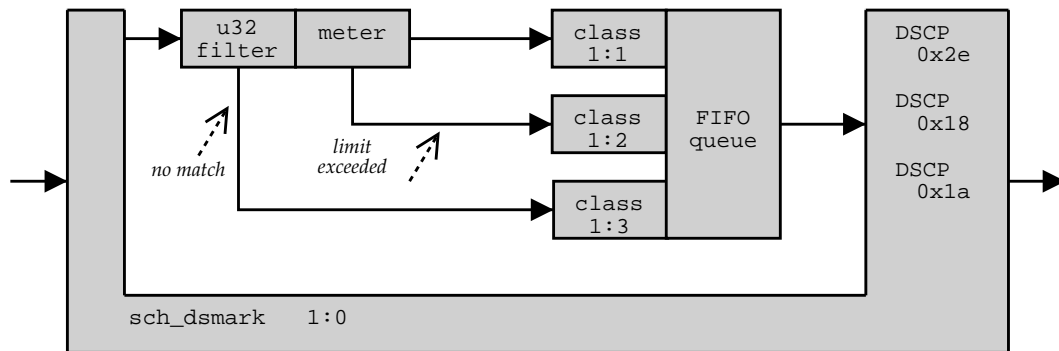 u32
filter
meter
class
1:1
DSCP
0x2e
no match
limit
exceeded
class
1:2
FIFO
queue
DSCP
0x18
class
1:3
DSCP
0x1a
sch_dsmark 1:0